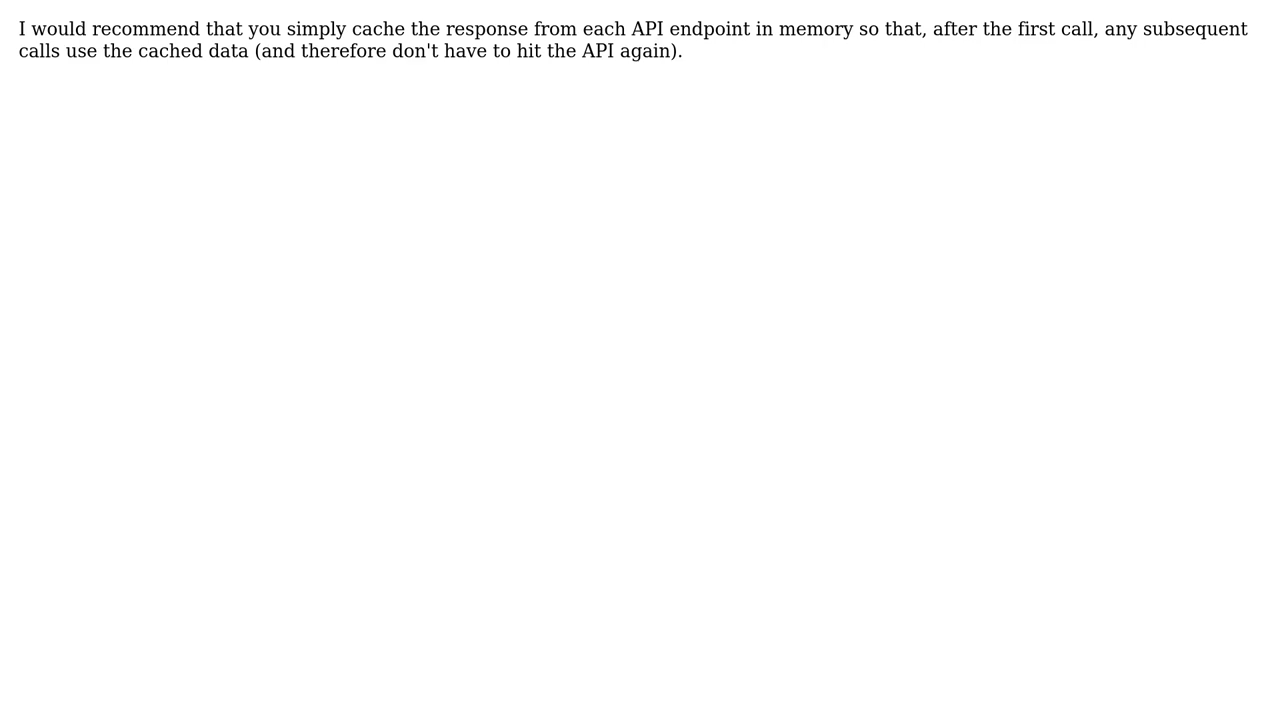 I would recommend that you simply cache the response from each API endpoint in memory so that, after the first call, any subsequent
calls use the cached data (and therefore don't have to hit the API again).